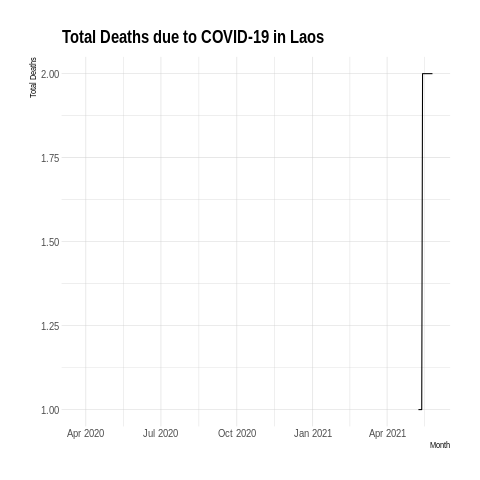 Total Deaths due to COVID-19 in Laos
Total Deaths
2.00
1.75
1.50
1.25
1.00
Apr 2020 Jul 2020 Oct 2020 Jan 2021 Apr 2021
Month